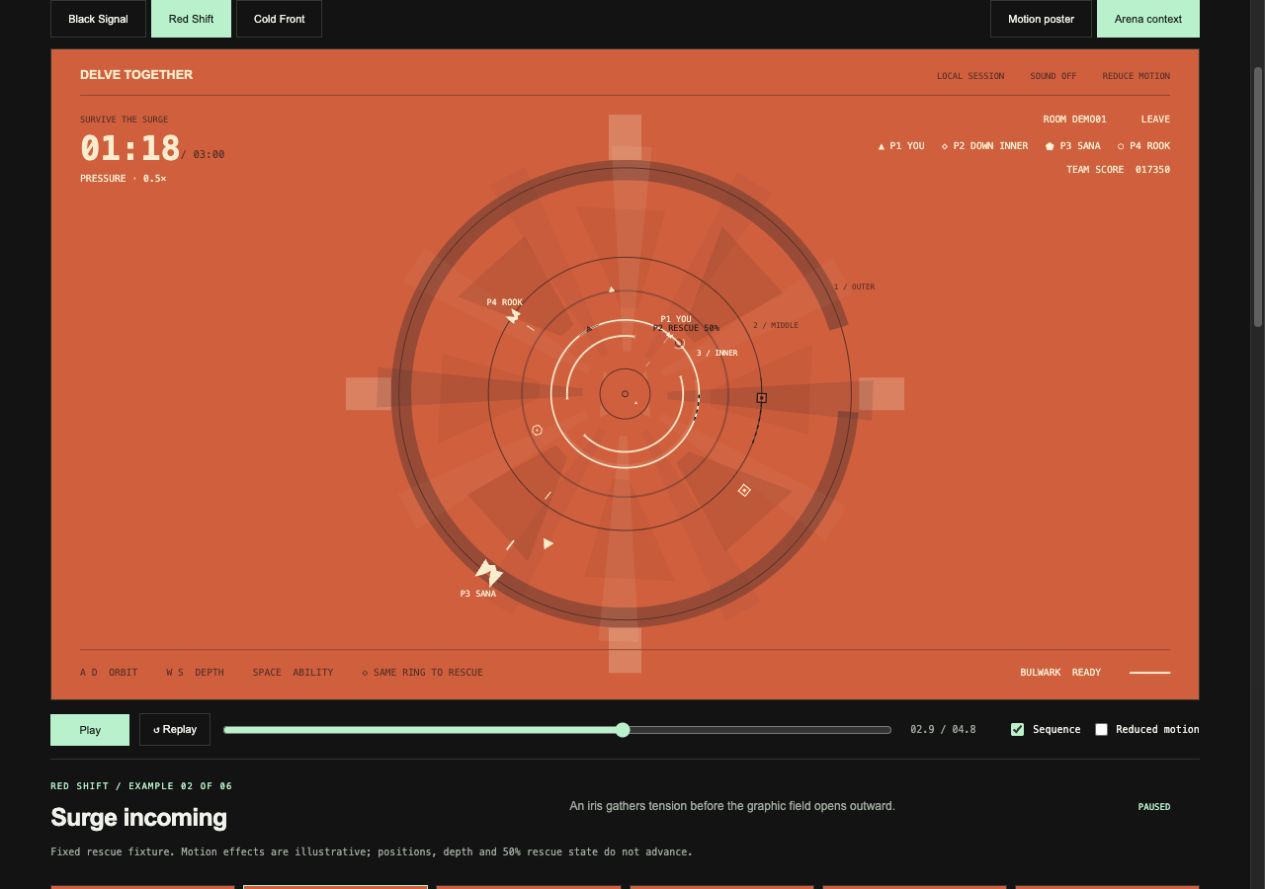 Black Signal Red Shift Cold Front Motion poster Arena context
DELVE TOGETHER LOCAL SESSION SOUND OFF REDUCE MOTION
SURVIVE THE SURGE ROOM DEMO01 LEAVE
01:18 / 03:00 ▲ P1 YOU ◇ P2 DOWN INNER ⬟ P3 SANA ○ P4 ROOK
PRESSURE · 0.5× TEAM SCORE 017350
1 / OUTER
P4 ROOK
P1 YOU
P2 RESCUE 50% 2 / MIDDLE
3 / INNER
P3 SANA
A D ORBIT W S DEPTH SPACE ABILITY ◇ SAME RING TO RESCUE BULWARK READY
Play ↺ Replay 02.9 / 04.8 Sequence Reduced motion
RED SHIFT / EXAMPLE 02 OF 06
Surge incoming An iris gathers tension before the graphic field opens outward. PAUSED
Fixed rescue fixture. Motion effects are illustrative; positions, depth and 50% rescue state do not advance.